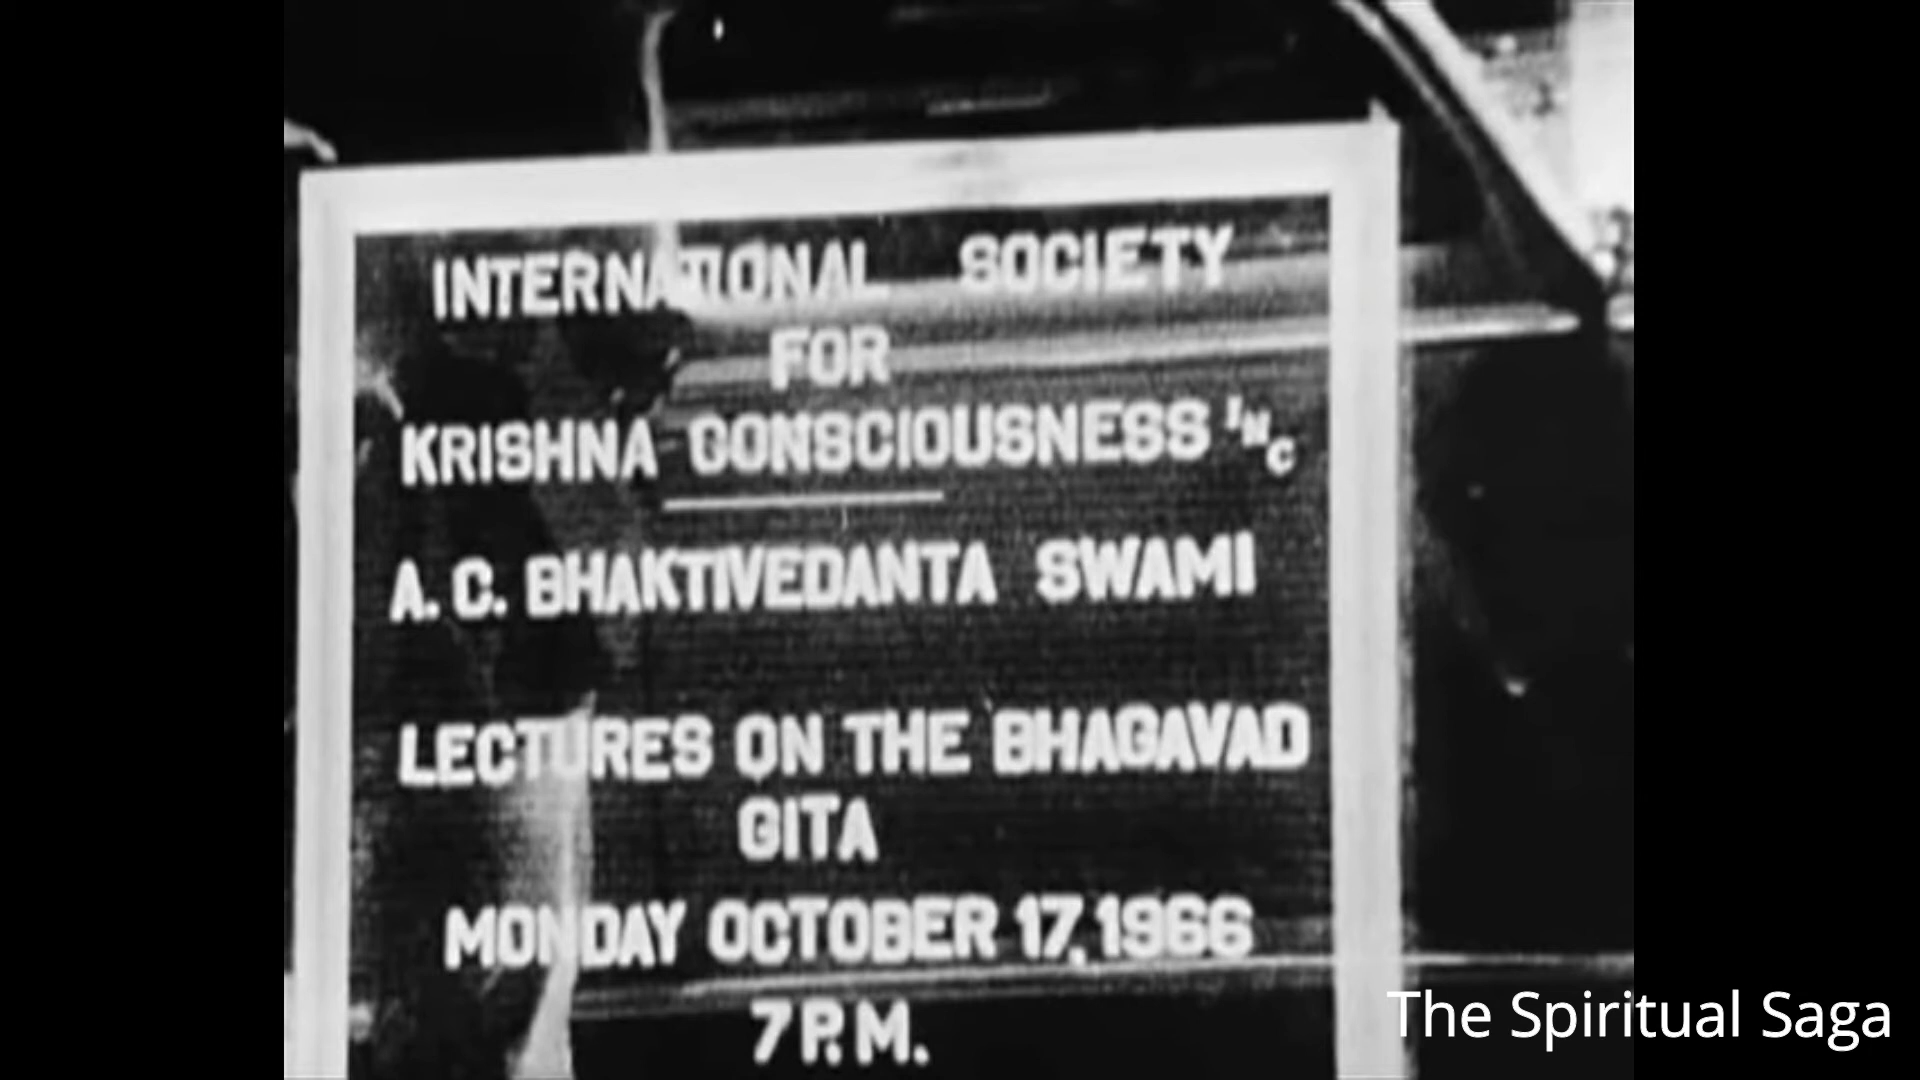 INTERNATIONAL SOCIETY
FOR
KRISHNA CONSCIOUSNESS INC
A. C. BHAKTIVEDANTA SWAMI
LECTURES ON THE BHAGAVAD
GITA
MONDAY OCTOBER 17, 1966
7 P.M.
The Spiritual Saga